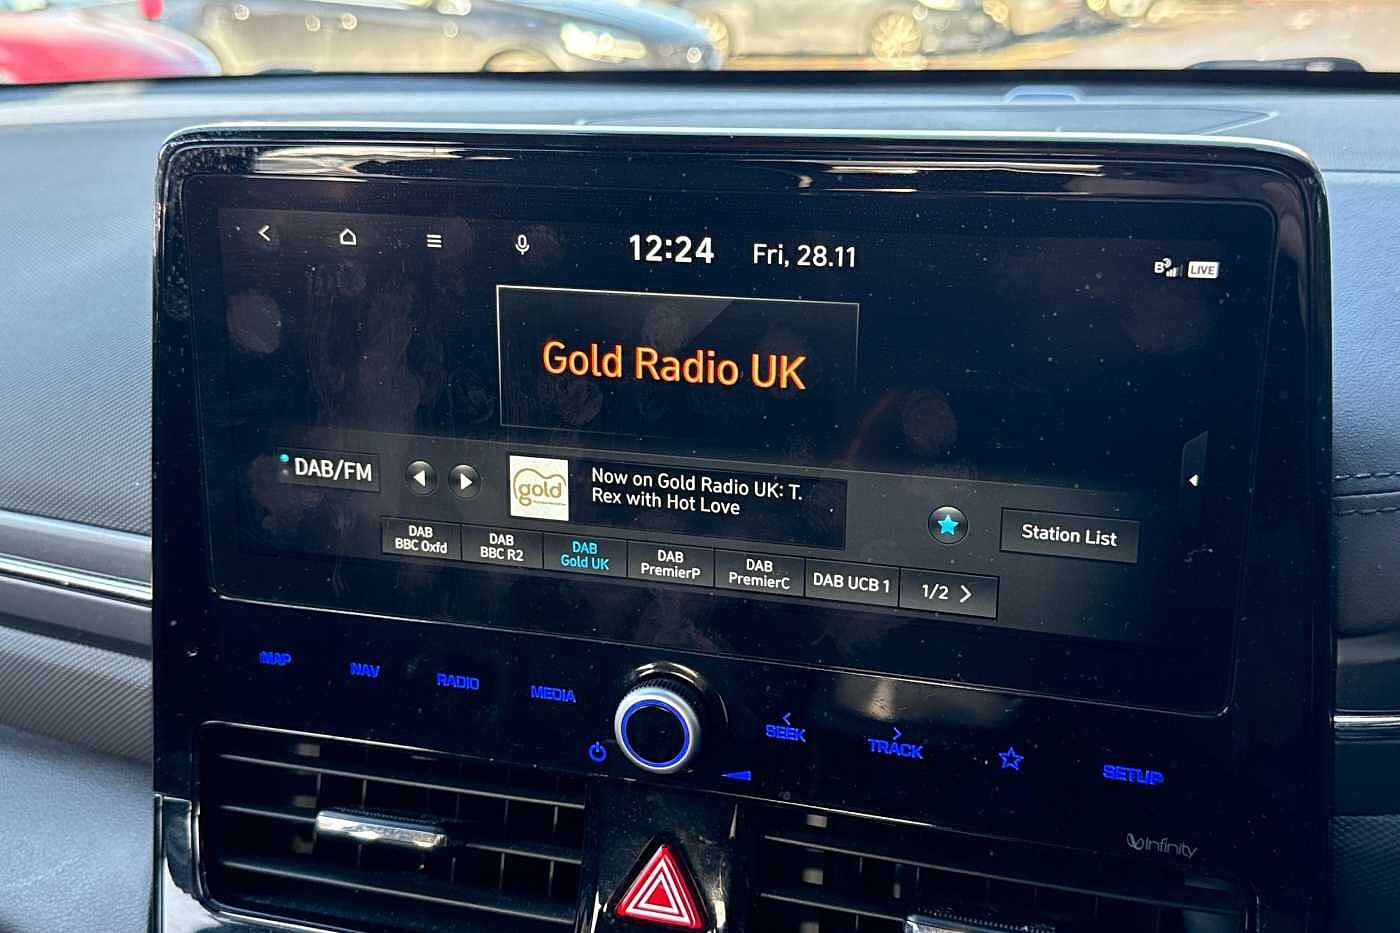 12:24 Fri, 28.11
LIVE
Gold Radio UK
DAB/FM
gold
Now on Gold Radio UK: T.
Rex with Hot Love
Station List
DAB
BBC Oxfd
DAB
BBC R2
DAB
Gold UK
DAB
PremierP
DAB
PremierC
DAB UCB 1
1/2 >
MAP
NAV
RADIO
MEDIA
SEEK
TRACK
SETUP
Infinity